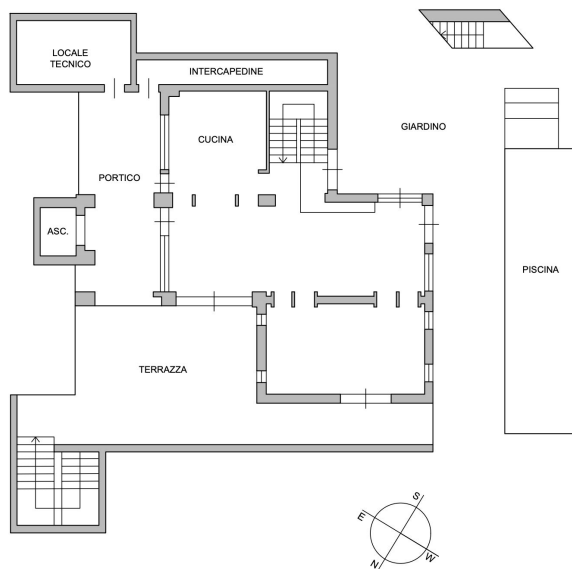 LOCALE
TECNICO
INTERCAPEDINE
CUCINA
GIARDINO
PORTICO
ASC.
PISCINA
TERRAZZA
S
E
W
N